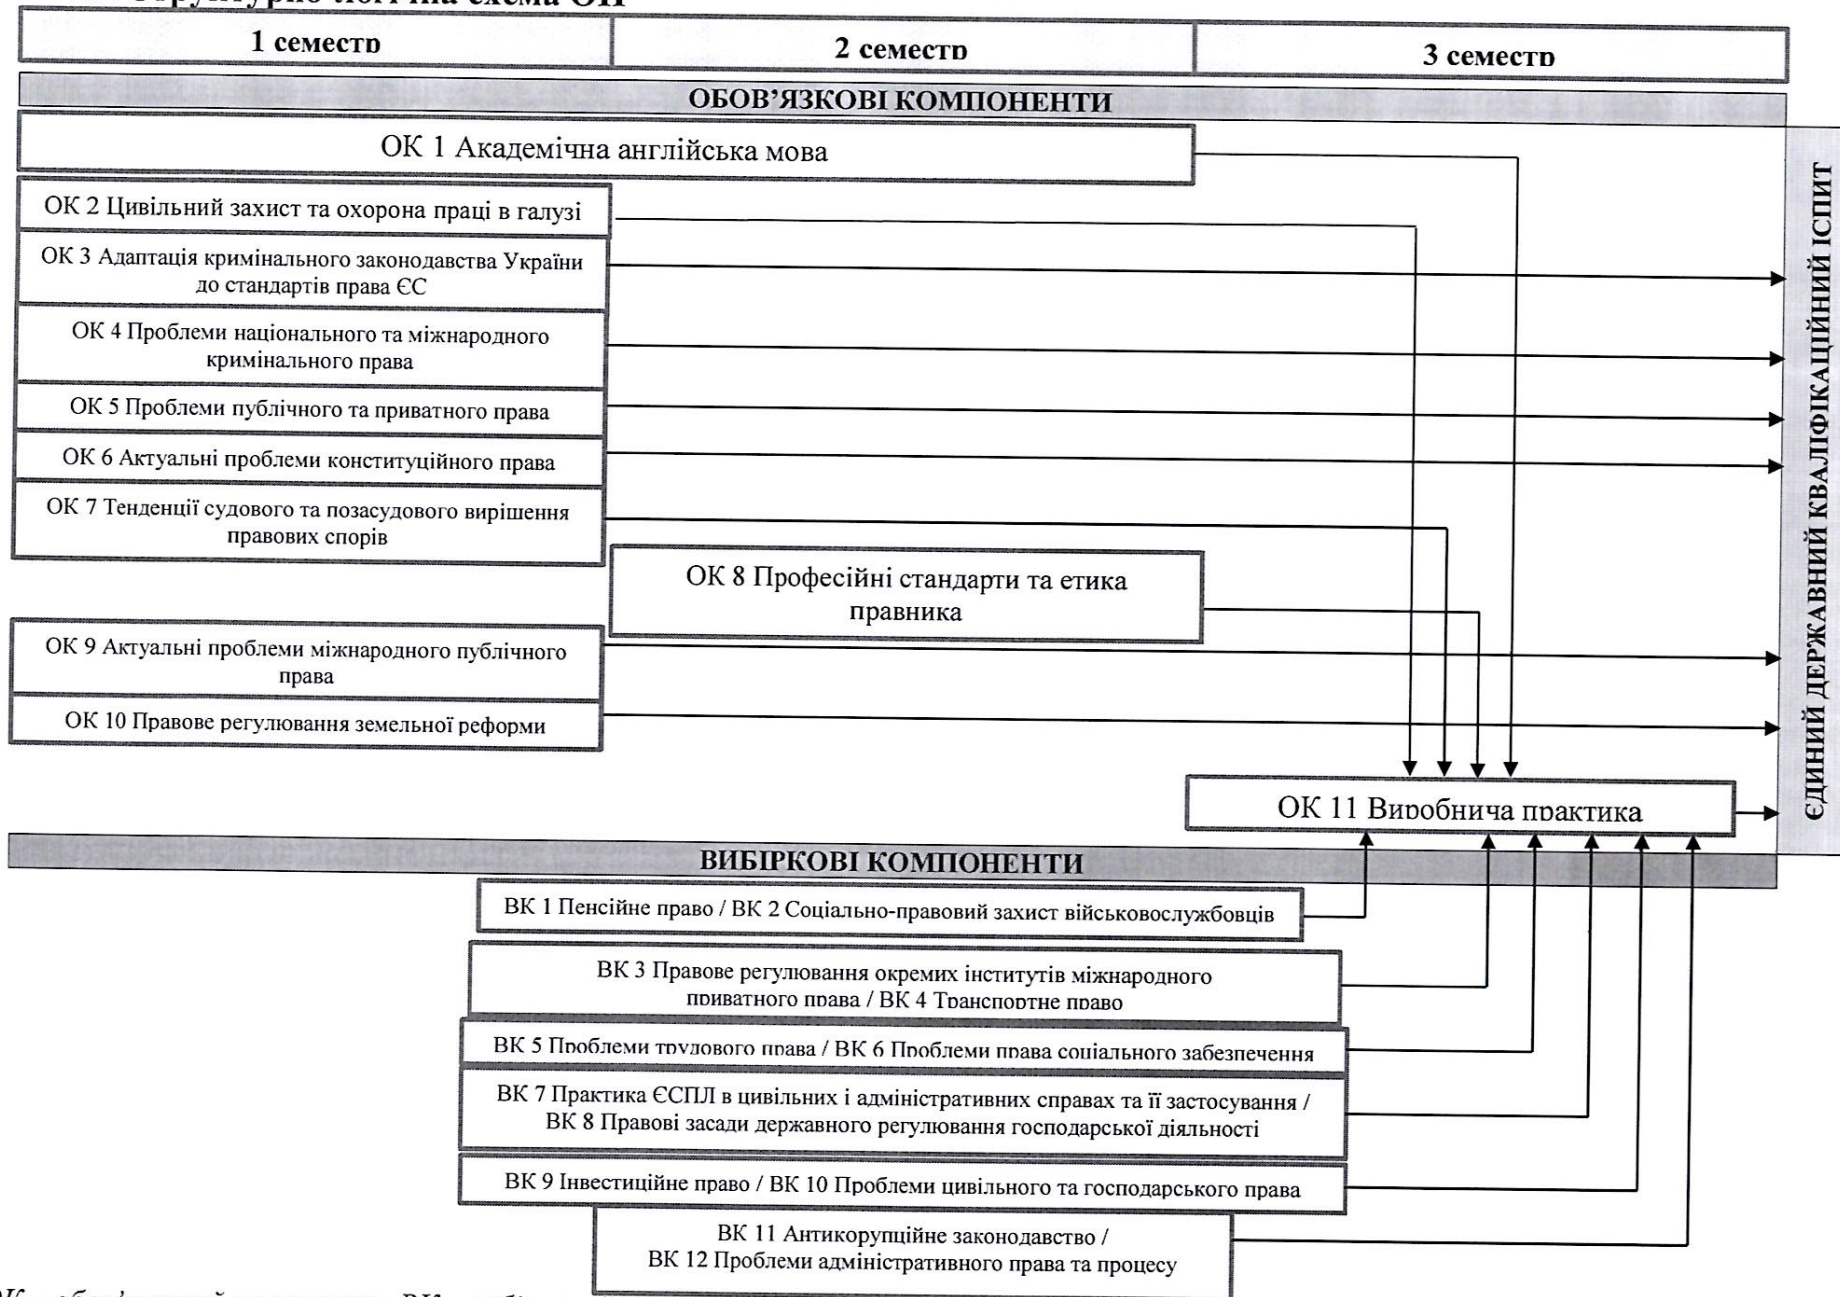 1 семестр
2 семестр
3 семестр
ОБОВ’ЯЗКОВІ КОМПОНЕНТИ
ОК 1 Академічна англійська мова
ОК 2 Цивільний захист та охорона праці в галузі
ОК 3 Адаптація кримінального законодавства України
до стандартів права ЄС
ОК 4 Проблеми національного та міжнародного
кримінального права
ОК 5 Проблеми публічного та приватного права
ОК 6 Актуальні проблеми конституційного права
ОК 7 Тенденції судового та позасудового вирішення
правових спорів
ОК 8 Професійні стандарти та етика
правника
ОК 9 Актуальні проблеми міжнародного публічного
права
ОК 10 Правове регулювання земельної реформи
ОК 11 Виробнича практика
ЄДИНИЙ ДЕРЖАВНИЙ КВАЛІФІКАЦІЙНИЙ ІСПИТ
ВИБІРКОВІ КОМПОНЕНТИ
ВК 1 Пенсійне право / ВК 2 Соціально-правовий захист військовослужбовців
ВК 3 Правове регулювання окремих інститутів міжнародного
приватного права / ВК 4 Транспортне право
ВК 5 Проблеми трудового права / ВК 6 Проблеми права соціального забезпечення
ВК 7 Практика ЄСПЛ в цивільних і адміністративних справах та її застосування /
ВК 8 Правові засади державного регулювання господарської діяльності
ВК 9 Інвестиційне право / ВК 10 Проблеми цивільного та господарського права
ВК 11 Антикорупційне законодавство /
ВК 12 Проблеми адміністративного права та процесу